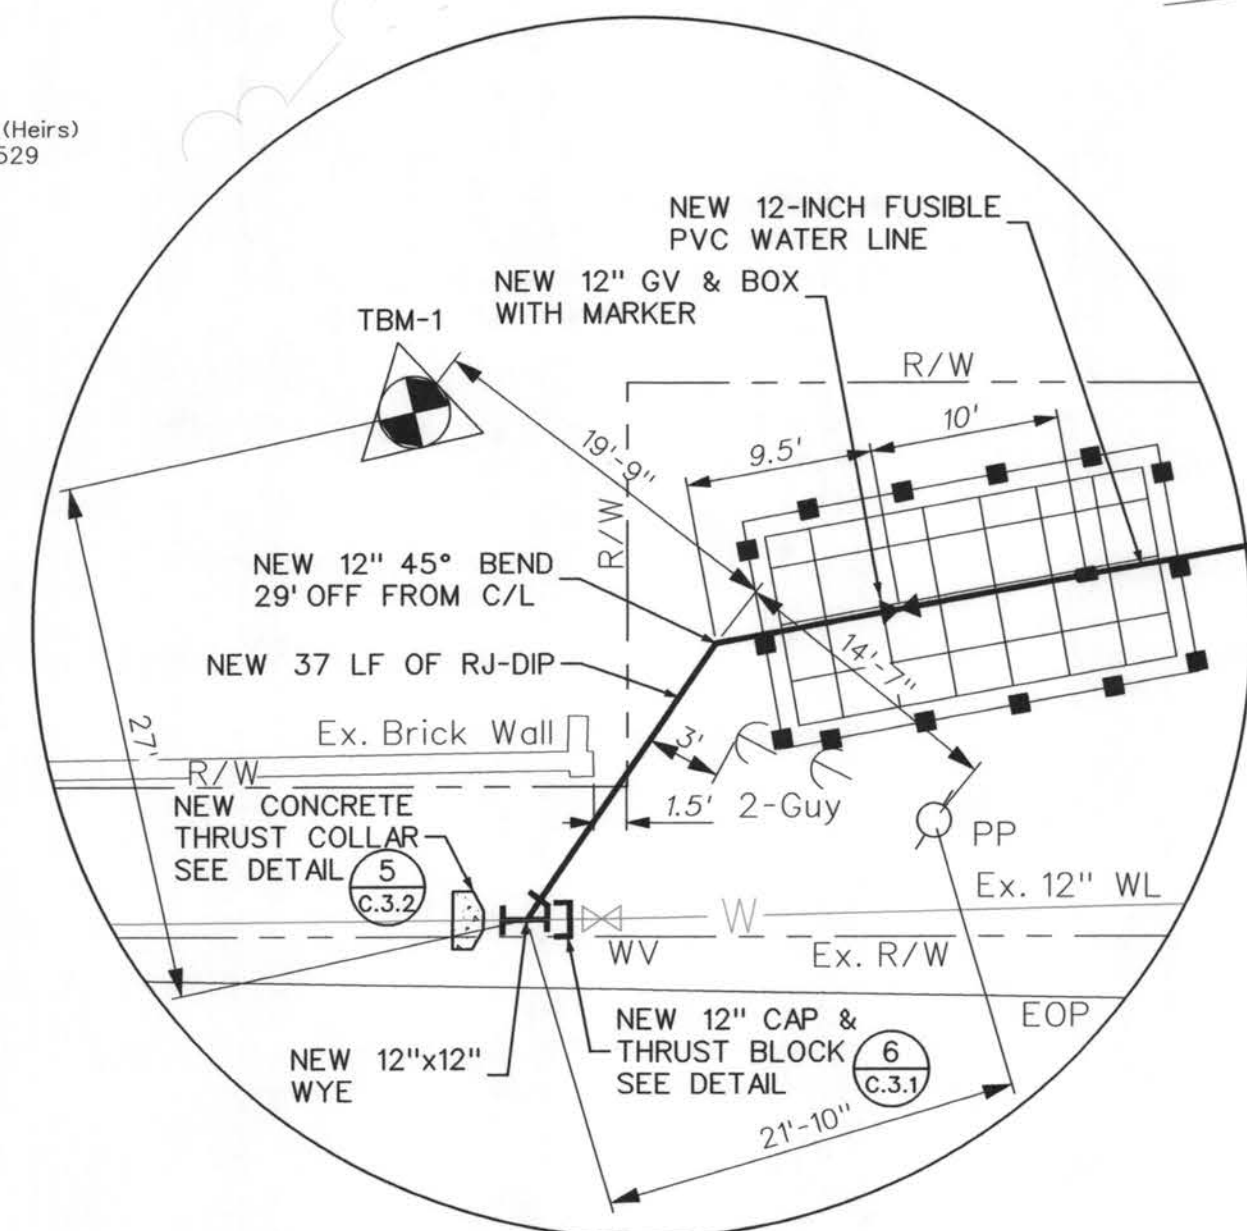 (Heirs)
529
NEW 12-INCH FUSIBLE
PVC WATER LINE
NEW 12" GV & BOX
WITH MARKER
TBM-1
R/W
10'
9.5'
19'-9"
R/W
NEW 12" 45° BEND
29' OFF FROM C/L
NEW 37 LF OF RJ-DIP
14'-7"
27'
Ex. Brick Wall
3'
R/W
1.5'
2-Guy
PP
NEW CONCRETE
THRUST COLLAR
SEE DETAIL
5
C.3.2
Ex. 12" WL
W
WV
Ex. R/W
EOP
NEW 12" CAP &
THRUST BLOCK
SEE DETAIL
6
C.3.1
NEW 12"x12"
WYE
21'-10"